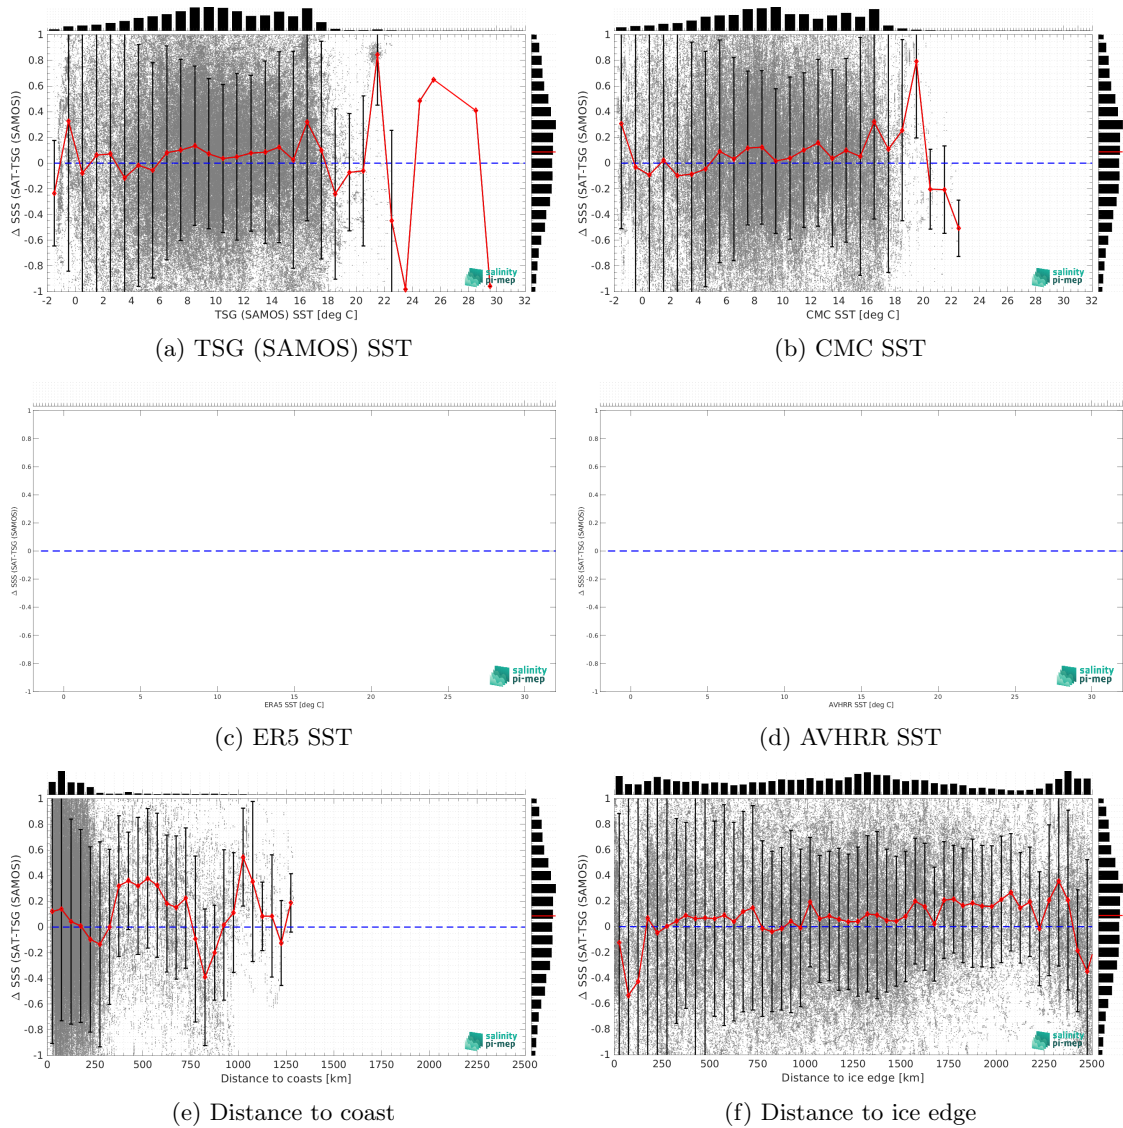 1
0.8
0.6
0.4
0.2
0
-0.2
-0.4
-0.6
-0.8
-1
Δ SSS (SAT-TSG (SAMOS))
salinity
pi-mep
-2 0 2 4 6 8 10 12 14 16 18 20 22 24 26 28 30 32
TSG (SAMOS) SST [deg C]
(a) TSG (SAMOS) SST
1
0.8
0.6
0.4
0.2
0
-0.2
-0.4
-0.6
-0.8
-1
Δ SSS (SAT-TSG (SAMOS))
salinity
pi-mep
-2 0 2 4 6 8 10 12 14 16 18 20 22 24 26 28 30 32
CMC SST [deg C]
(b) CMC SST
1
0.8
0.6
0.4
0.2
0
-0.2
-0.4
-0.6
-0.8
-1
Δ SSS (SAT-TSG (SAMOS))
salinity
pi-mep
0 5 10 15 20 25 30
ERA5 SST [deg C]
(c) ER5 SST
1
0.8
0.6
0.4
0.2
0
-0.2
-0.4
-0.6
-0.8
-1
Δ SSS (SAT-TSG (SAMOS))
salinity
pi-mep
0 5 10 15 20 25 30
AVHRR SST [deg C]
(d) AVHRR SST
1
0.8
0.6
0.4
0.2
0
-0.2
-0.4
-0.6
-0.8
-1
Δ SSS (SAT-TSG (SAMOS))
salinity
pi-mep
0 250 500 750 1000 1250 1500 1750 2000 2250 2500
Distance to coasts [km]
(e) Distance to coast
1
0.8
0.6
0.4
0.2
0
-0.2
-0.4
-0.6
-0.8
-1
Δ SSS (SAT-TSG (SAMOS))
salinity
pi-mep
0 250 500 750 1000 1250 1500 1750 2000 2250 2500
Distance to ice edge [km]
(f) Distance to ice edge